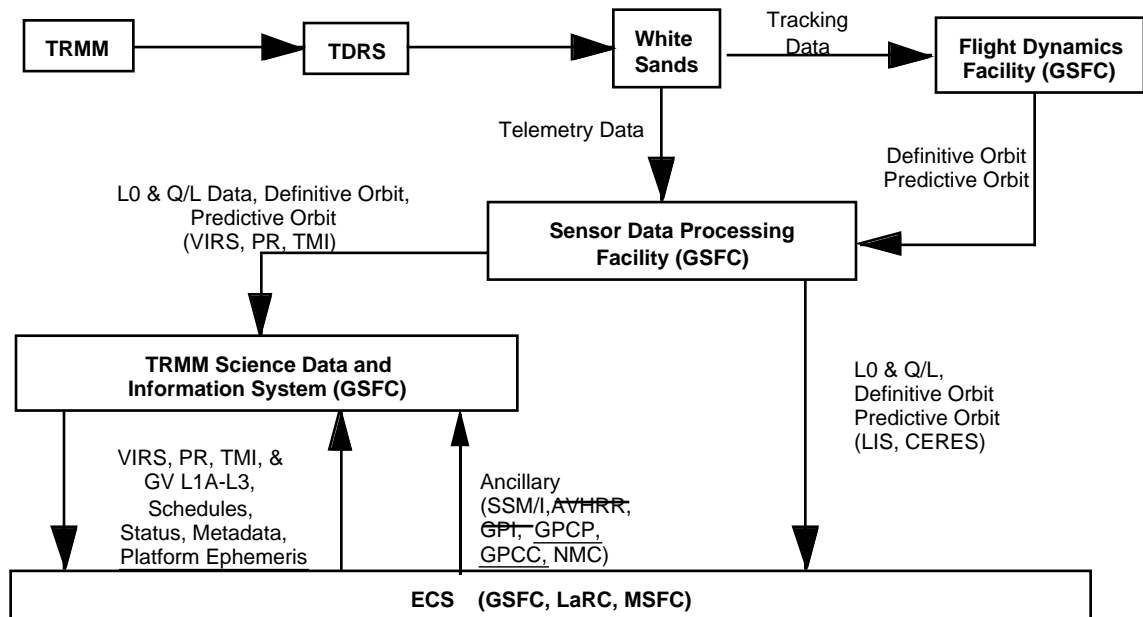 TRMM
TDRS
White
Sands
Tracking
Data
Flight Dynamics
Facility (GSFC)
Telemetry Data
Definitive Orbit
Predictive Orbit
L0 & Q/L Data, Definitive Orbit,
Predictive Orbit
(VIRS, PR, TMI)
Sensor Data Processing
Facility (GSFC)
TRMM Science Data and
Information System (GSFC)
L0 & Q/L,
Definitive Orbit
Predictive Orbit
(LIS, CERES)
VIRS, PR, TMI, &
GV L1A-L3,
Schedules,
Status, Metadata,
Platform Ephemeris
Ancillary
(SSM/I,AVHRR,
GPI, GPCP,
GPCC, NMC)
ECS (GSFC, LaRC, MSFC)